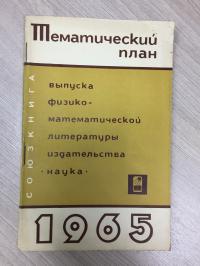 Тематический
план
СОЮЗКНИГА
выпуска
физико-
математической
литературы
издательства
·наука·
1965